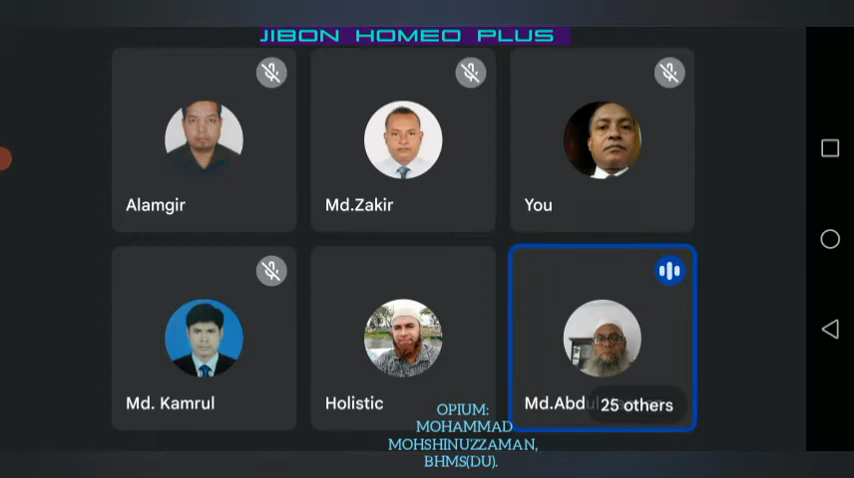 JIBON HOMEO PLUS
Alamgir
Md.Zakir
You
Md. Kamrul
Holistic
Md.Abd
25 others
OPIUM:
MOHAMMAD
MOHSHINUZZAMAN,
BHMS(DU).